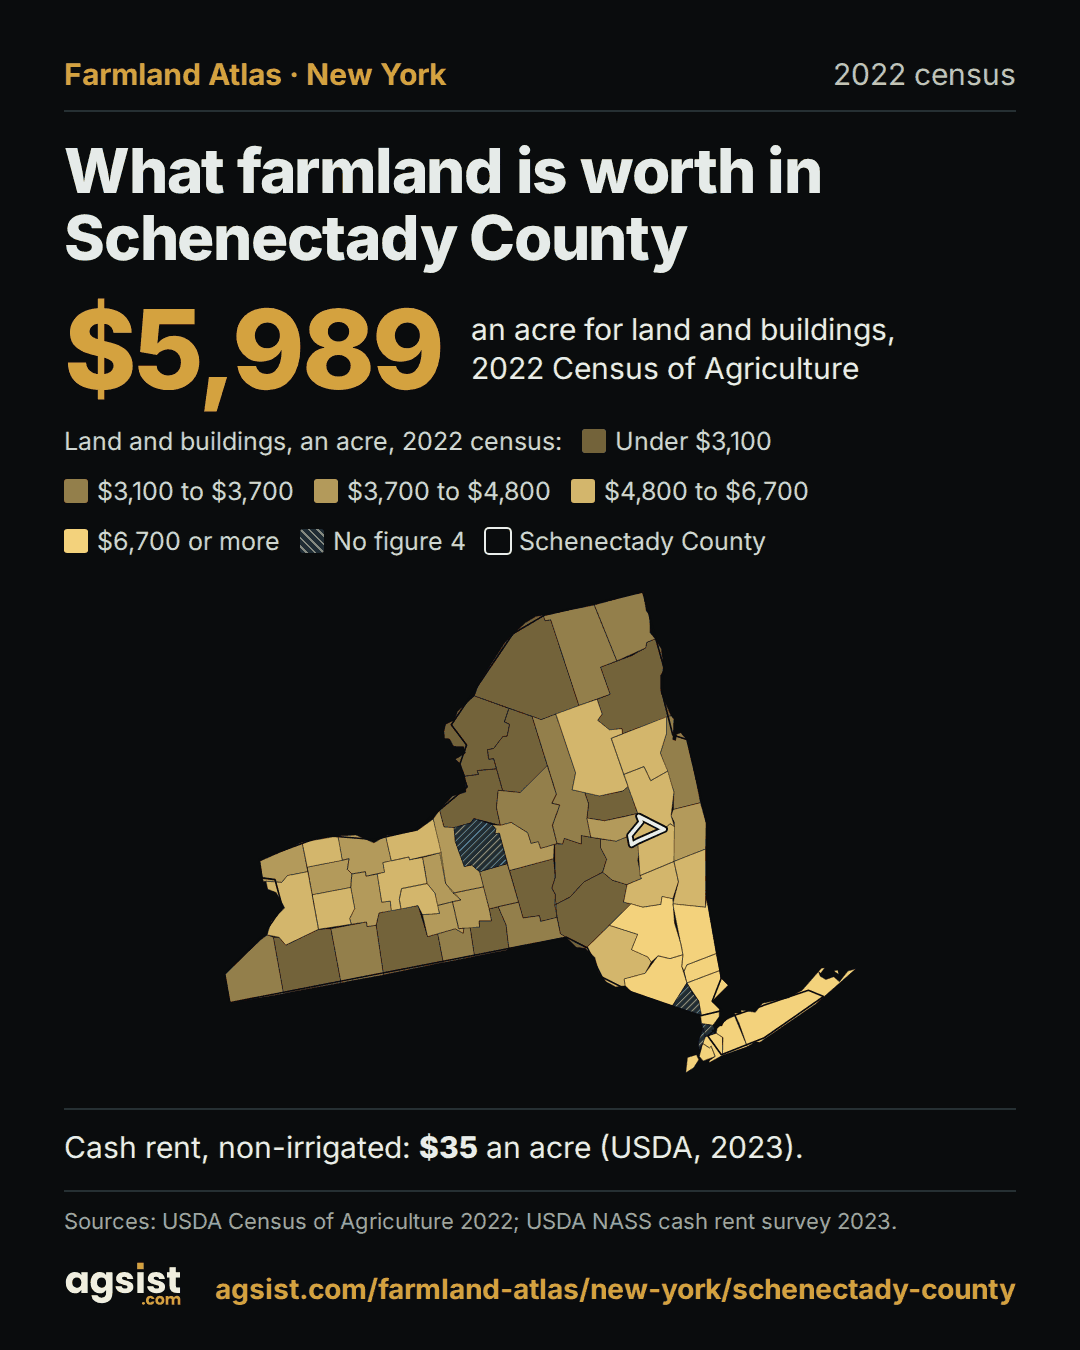 Farmland Atlas · New York
2022 census
What farmland is worth in
Schenectady County
$5,989
an acre for land and buildings,
2022 Census of Agriculture
Land and buildings, an acre, 2022 census: Under $3,100
$3,100 to $3,700 $3,700 to $4,800 $4,800 to $6,700
$6,700 or more No figure 4 Schenectady County
Cash rent, non-irrigated: $35 an acre (USDA, 2023).
Sources: USDA Census of Agriculture 2022; USDA NASS cash rent survey 2023.
agsist.com
agsist.com/farmland-atlas/new-york/schenectady-county